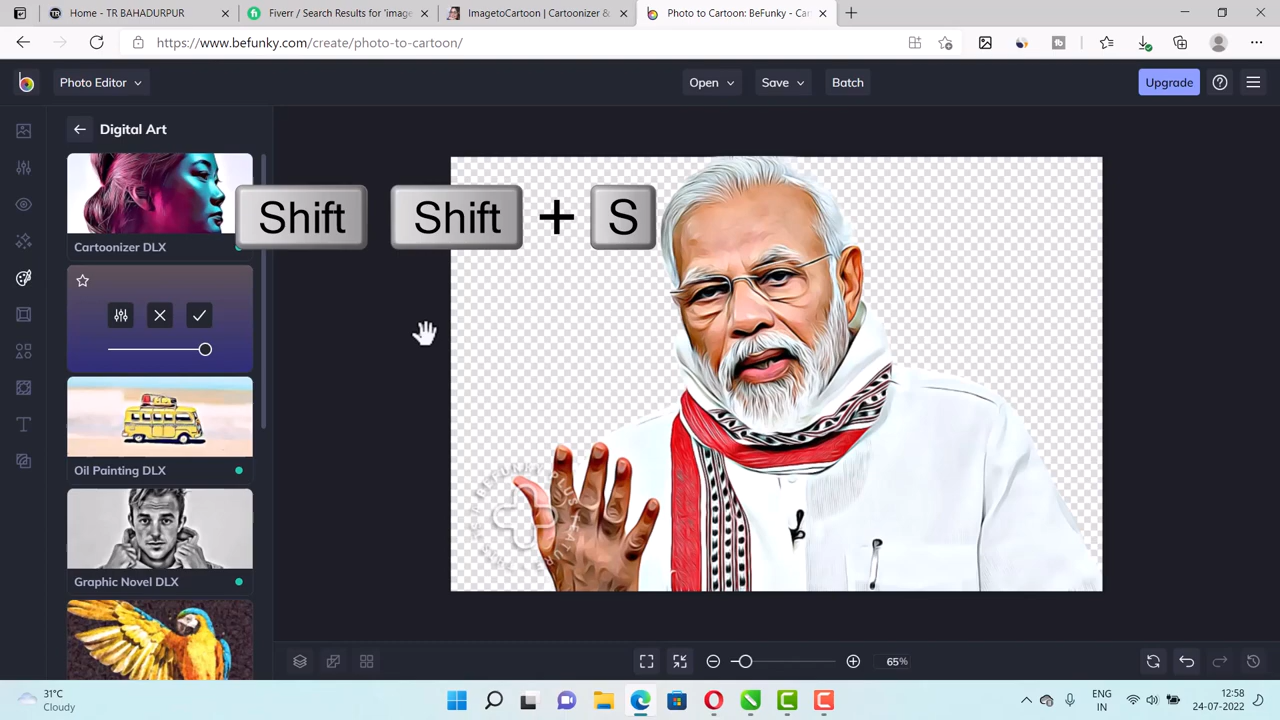 Home - TR BAHADURPUR
Fiverr / Search Results for 'image
ImagetoCartoon | Cartoonizer &
Photo to Cartoon: BeFunky - Car
https://www.befunky.com/create/photo-to-cartoon/
Photo Editor
Open
Save
Batch
Upgrade
Digital Art
Cartoonizer DLX
Shift Shift + S
Oil Painting DLX
Graphic Novel DLX
65%
31°C
Cloudy
ENG
IN
12:58
24-07-2022